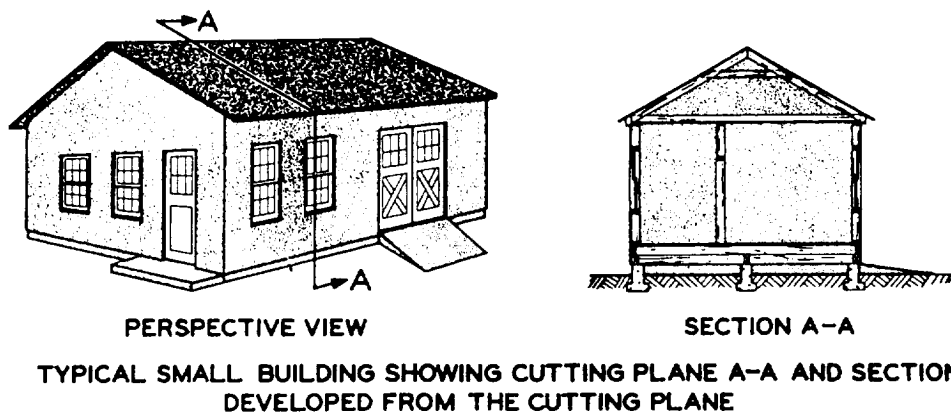 A
A
PERSPECTIVE VIEW
SECTION A-A
TYPICAL SMALL BUILDING SHOWING CUTTING PLANE A-A AND SECTION
DEVELOPED FROM THE CUTTING PLANE